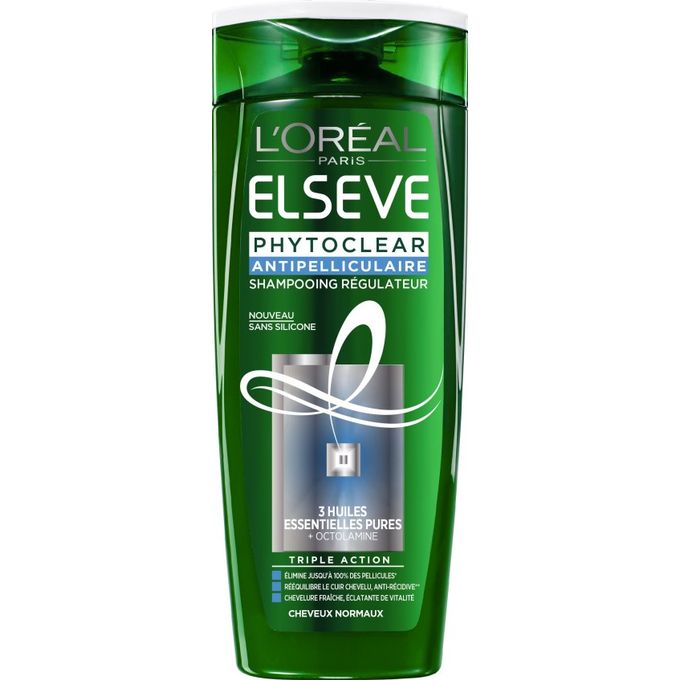 L'ORÉAL
PARIS
ELSEVE
PHYTOCLEAR
ANTIPELLICULAIRE
SHAMPOOING RÉGULATEUR
NOUVEAU
SANS SILICONE
3 HUILES
ESSENTIELLES PURES
+ OCTOLAMINE
TRIPLE ACTION
ÉLIMINE JUSQU'À 100% DES PELLICULES*
RÉÉQUILIBRE LE CUIR CHEVELU, ANTI-RÉCIDIVE**
CHEVELURE FRAÎCHE, ÉCLATANTE DE VITALITÉ
CHEVEUX NORMAUX